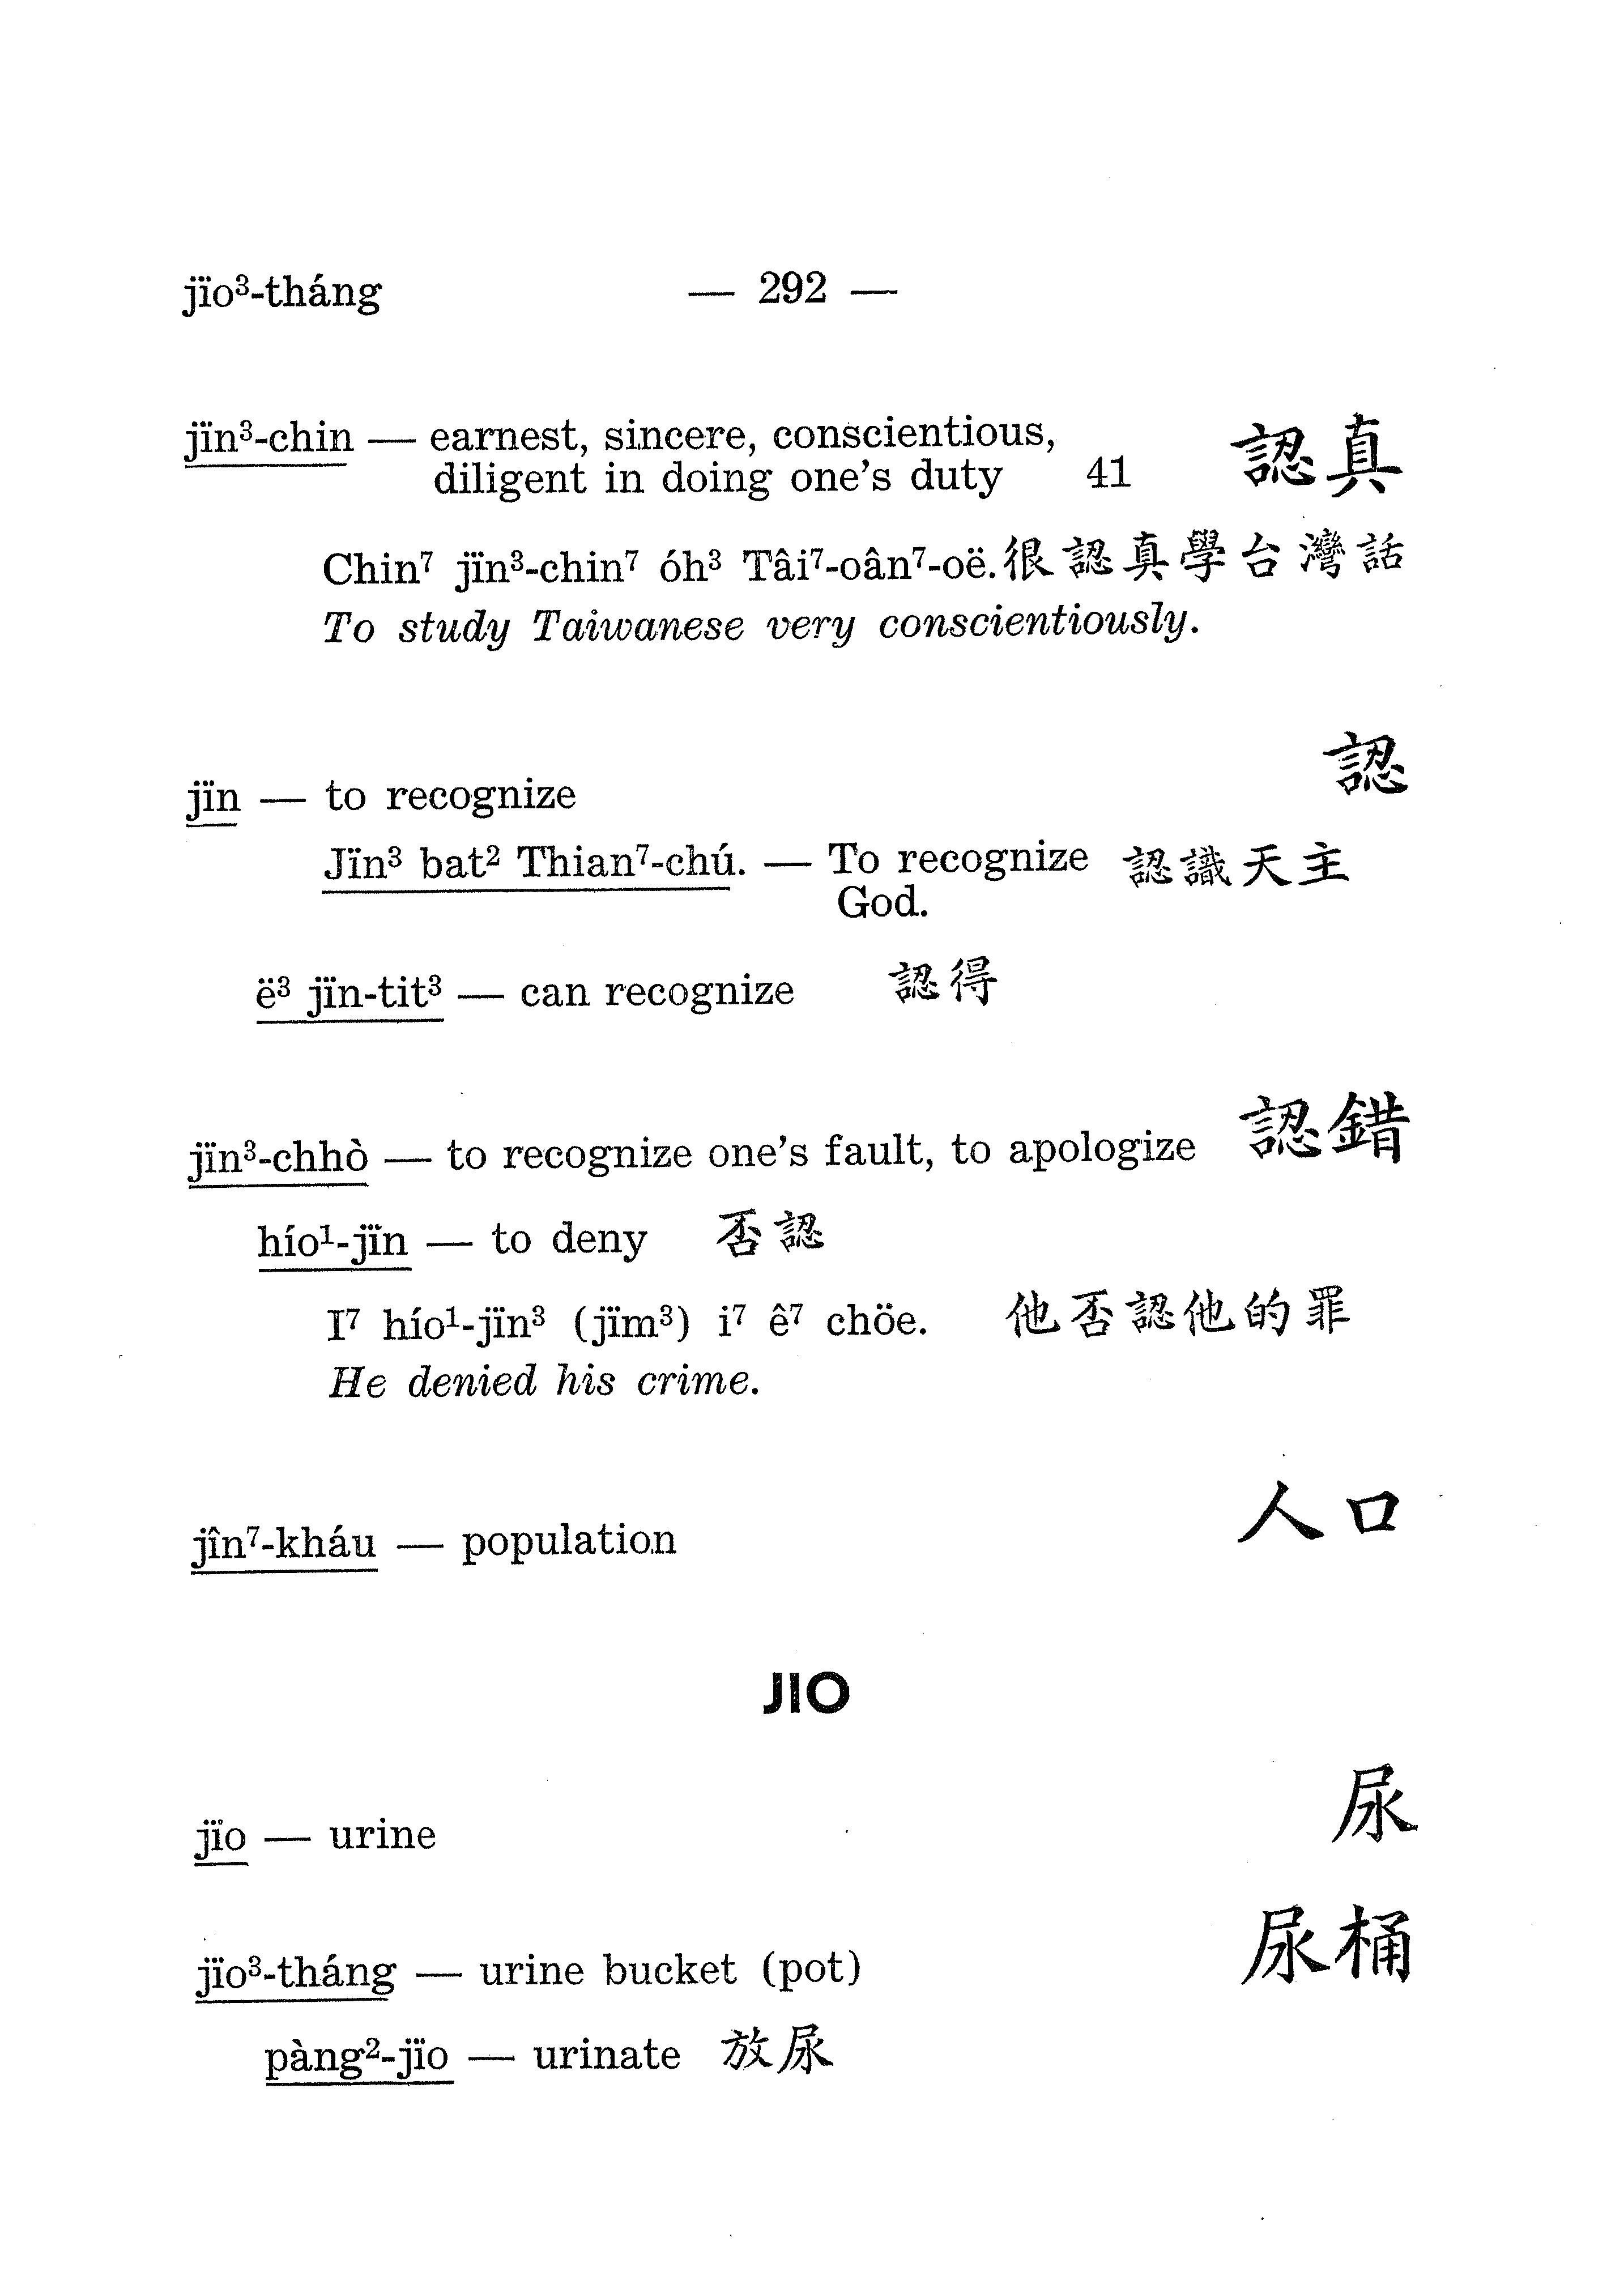 jïo³-tháng — 292 —
jïn³-chin — earnest, sincere, conscientious, 認真
diligent in doing one's duty 41
Chin⁷ jïn³-chin⁷ óh³ Tâi⁷-oân⁷-oë. 很認真學台灣話
To study Taiwanese very conscientiously.
jïn — to recognize 認
Jïn³ bat² Thian⁷-chú. — To recognize 認識天主
God.
ë³ jïn-tit³ — can recognize 認得
jïn³-chhò — to recognize one's fault, to apologize 認錯
hío¹-jïn — to deny 否認
I⁷ hío¹-jïn³ (jïm³) i⁷ ê⁷ chöe. 他否認他的罪
He denied his crime.
jîn⁷-kháu — population 人口
JIO
jïo — urine 尿
jïo³-tháng — urine bucket (pot) 尿桶
pàng²-jïo — urinate 放尿